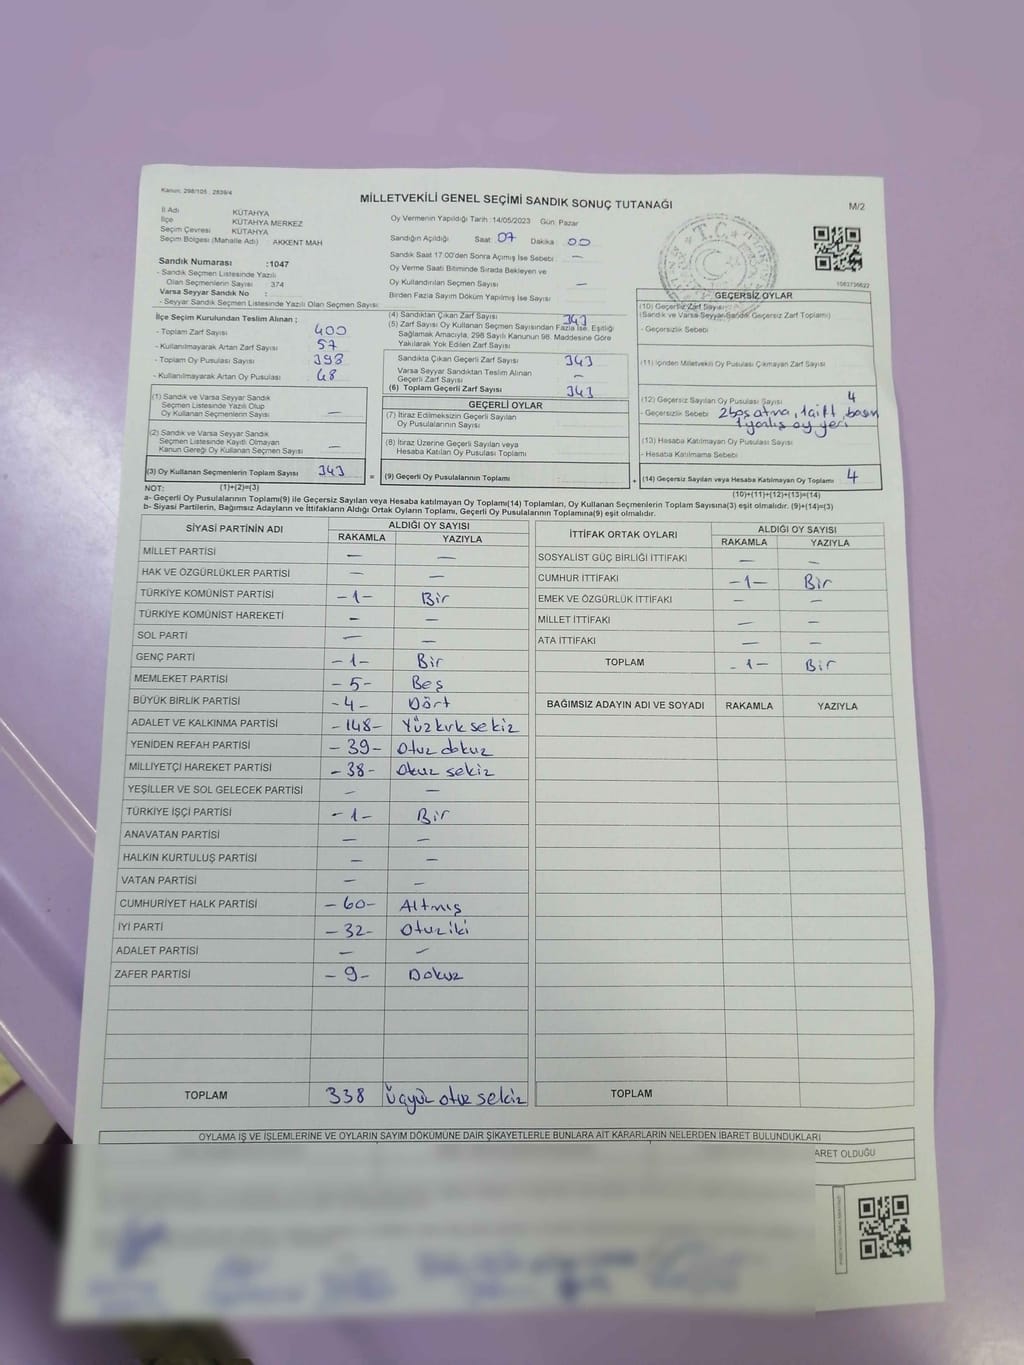 Kanun: 298/105 , 2839/4
MİLLETVEKİLİ GENEL SEÇİMİ SANDIK SONUÇ TUTANAĞI
M/2
İl Adı KÜTAHYA
İlçe KÜTAHYA MERKEZ
Seçim Çevresi KÜTAHYA
Seçim Bölgesi (Mahalle Adı) AKKENT MAH
Sandık Numarası :1047
- Sandık Seçmen Listesinde Yazılı
Olan Seçmenlerin Sayısı : 374
Varsa Seyyar Sandık No :
- Seyyar Sandık Seçmen Listesinde Yazılı Olan Seçmen Sayısı:
Oy Vermenin Yapıldığı Tarih :14/05/2023 Gün: Pazar
Sandığın Açıldığı Saat: 07 Dakika : 00
Sandık Saat 17:00'den Sonra Açılmış İse Sebebi : —
Oy Verme Saati Bitiminde Sırada Bekleyen ve
Oy Kullandırılan Seçmen Sayısı : —
Birden Fazla Sayım Döküm Yapılmış İse Sayısı :
T.C.
1083736622
İlçe Seçim Kurulundan Teslim Alınan ;
- Toplam Zarf Sayısı : 400
- Kullanılmayarak Artan Zarf Sayısı : 57
- Toplam Oy Pusulası Sayısı : 393
- Kullanılmayarak Artan Oy Pusulası : 48
(4) Sandıktan Çıkan Zarf Sayısı : 343
(5) Zarf Sayısı Oy Kullanan Seçmen Sayısından Fazla İse, Eşitliği
Sağlamak Amacıyla, 298 Sayılı Kanunun 98. Maddesine Göre
Yakılarak Yok Edilen Zarf Sayısı
Sandıkta Çıkan Geçerli Zarf Sayısı : 343
Varsa Seyyar Sandıktan Teslim Alınan
Geçerli Zarf Sayısı : —
(6) Toplam Geçerli Zarf Sayısı : 343
GEÇERSİZ OYLAR
(10) Geçersiz Zarf Sayısı
(Sandık ve Varsa Seyyar Sandık Geçersiz Zarf Toplamı)
- Geçersizlik Sebebi
(11) İçinden Milletvekili Oy Pusulası Çıkmayan Zarf Sayısı
(12) Geçersiz Sayılan Oy Pusulası Sayısı : 4
- Geçersizlik Sebebi : 2 boş atma, 1 çift basım
1 yanlış oy yeri
(13) Hesaba Katılmayan Oy Pusulası Sayısı
- Hesaba Katılmama Sebebi
(14) Geçersiz Sayılan veya Hesaba Katılmayan Oy Toplamı : 4
(10)+(11)+(12)+(13)=(14)
(1) Sandık ve Varsa Seyyar Sandık
Seçmen Listesinde Yazılı Olup
Oy Kullanan Seçmenlerin Sayısı : —
(2) Sandık ve Varsa Seyyar Sandık
Seçmen Listesinde Kayıtlı Olmayan
Kanun Gereği Oy Kullanan Seçmen Sayısı : —
(3) Oy Kullanan Seçmenlerin Toplam Sayısı : 343
GEÇERLİ OYLAR
(7) İtiraz Edilmeksizin Geçerli Sayılan
Oy Pusulalarının Sayısı
(8) İtiraz Üzerine Geçerli Sayılan veya
Hesaba Katılan Oy Pusulası Toplamı
= (9) Geçerli Oy Pusulalarının Toplamı +
NOT: (1)+(2)=(3)
a- Geçerli Oy Pusulalarının Toplamı(9) ile Geçersiz Sayılan veya Hesaba katılmayan Oy Toplamı(14) Toplamları, Oy Kullanan Seçmenlerin Toplam Sayısına(3) eşit olmalıdır. (9)+(14)=(3)
b- Siyasi Partilerin, Bağımsız Adayların ve İttifakların Aldığı Ortak Oyların Toplamı, Geçerli Oy Pusulalarının Toplamına(9) eşit olmalıdır.
SİYASİ PARTİNİN ADI ALDIĞI OY SAYISI
RAKAMLA YAZIYLA
MİLLET PARTİSİ — —
HAK VE ÖZGÜRLÜKLER PARTİSİ — —
TÜRKİYE KOMÜNİST PARTİSİ -1- Bir
TÜRKİYE KOMÜNİST HAREKETİ - —
SOL PARTİ — —
GENÇ PARTİ -1- Bir
MEMLEKET PARTİSİ -5- Beş
BÜYÜK BİRLİK PARTİSİ -4- Dört
ADALET VE KALKINMA PARTİSİ -148- Yüz kırk sekiz
YENİDEN REFAH PARTİSİ -39- Otuz dokuz
MİLLİYETÇİ HAREKET PARTİSİ -38- Otuz sekiz
YEŞİLLER VE SOL GELECEK PARTİSİ — —
TÜRKİYE İŞÇİ PARTİSİ -1- Bir
ANAVATAN PARTİSİ — —
HALKIN KURTULUŞ PARTİSİ — —
VATAN PARTİSİ — —
CUMHURİYET HALK PARTİSİ -60- Altmış
İYİ PARTİ -32- Otuz iki
ADALET PARTİSİ — —
ZAFER PARTİSİ -9- Dokuz
TOPLAM 338 Üçyüz otuz sekiz
İTTİFAK ORTAK OYLARI ALDIĞI OY SAYISI
RAKAMLA YAZIYLA
SOSYALİST GÜÇ BİRLİĞİ İTTİFAKI — —
CUMHUR İTTİFAKI -1- Bir
EMEK VE ÖZGÜRLÜK İTTİFAKI — —
MİLLET İTTİFAKI — —
ATA İTTİFAKI — —
TOPLAM -1- Bir
BAĞIMSIZ ADAYIN ADI VE SOYADI RAKAMLA YAZIYLA
TOPLAM
OYLAMA İŞ VE İŞLEMLERİNE VE OYLARIN SAYIM DÖKÜMÜNE DAİR ŞİKAYETLERLE BUNLARA AİT KARARLARIN NELERDEN İBARET BULUNDUKLARI
ARET OLDUĞU